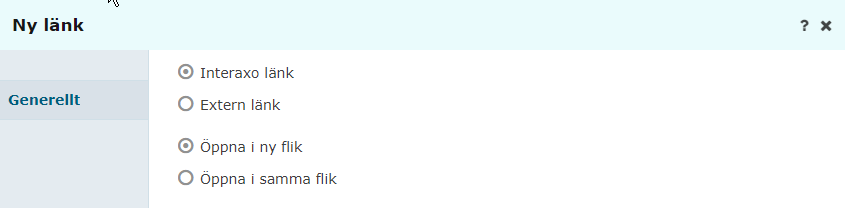 Ny länk
? ×
Generellt
Interaxo länk
Extern länk
Öppna i ny flik
Öppna i samma flik